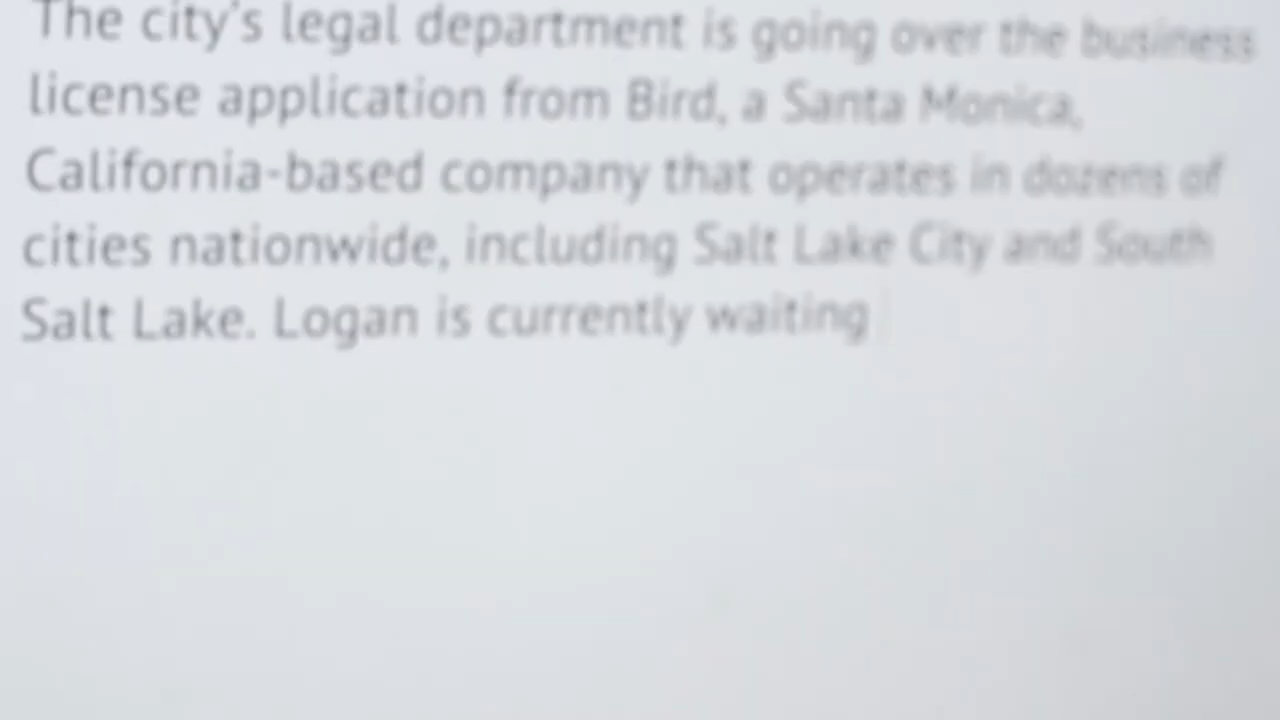 The city's legal department is going over the business
license application from Bird, a Santa Monica,
California-based company that operates in dozens of
cities nationwide, including Salt Lake City and South
Salt Lake. Logan is currently waiting